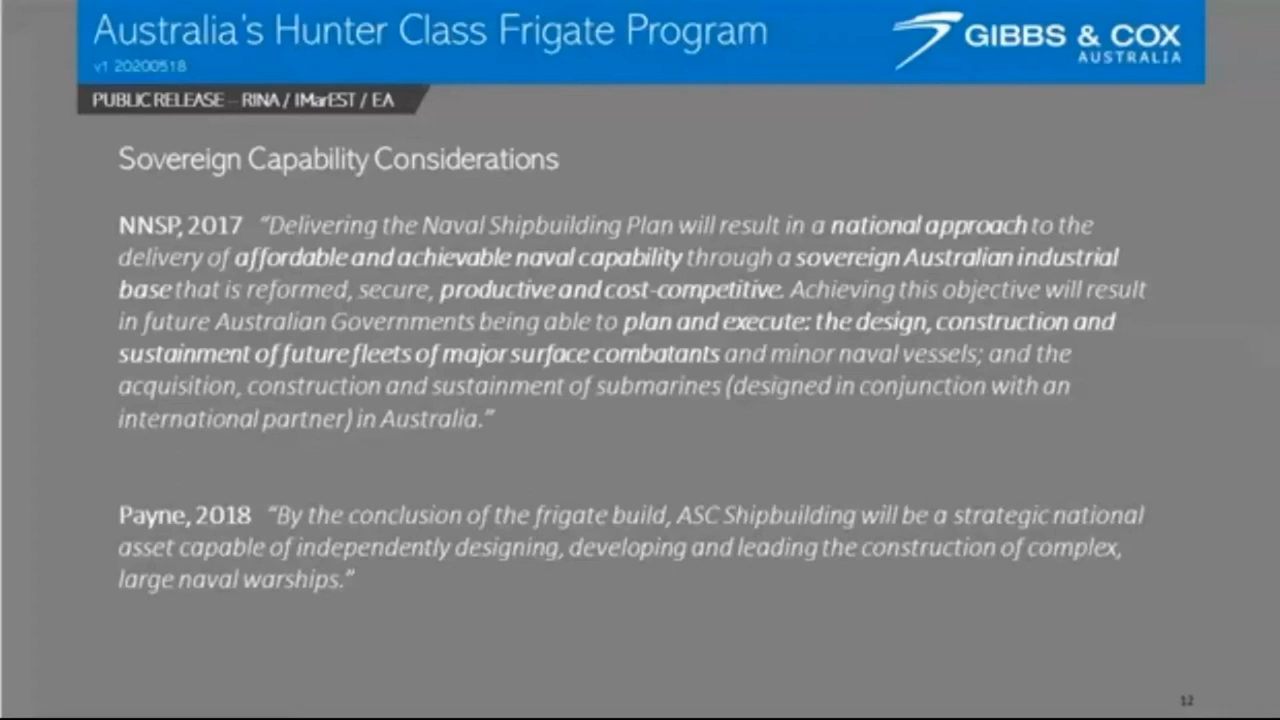 Australia's Hunter Class Frigate Program
v1 20200518
GIBBS & COX
AUSTRALIA
PUBLIC RELEASE – RINA / IMarEST / EA
Sovereign Capability Considerations
NNSP, 2017 "Delivering the Naval Shipbuilding Plan will result in a national approach to the
delivery of affordable and achievable naval capability through a sovereign Australian industrial
base that is reformed, secure, productive and cost-competitive. Achieving this objective will result
in future Australian Governments being able to plan and execute: the design, construction and
sustainment of future fleets of major surface combatants and minor naval vessels; and the
acquisition, construction and sustainment of submarines (designed in conjunction with an
international partner) in Australia."
Payne, 2018 "By the conclusion of the frigate build, ASC Shipbuilding will be a strategic national
asset capable of independently designing, developing and leading the construction of complex,
large naval warships."
12